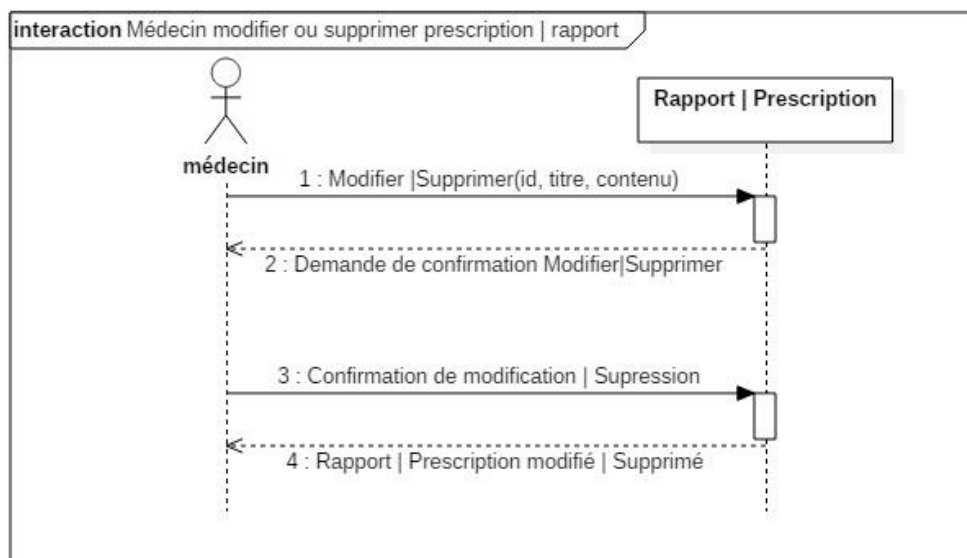 interaction Médecin modifier ou supprimer prescription | rapport
Rapport | Prescription
médecin
1 : Modifier |Supprimer(id, titre, contenu)
2 : Demande de confirmation Modifier|Supprimer
3 : Confirmation de modification | Supression
4 : Rapport | Prescription modifié | Supprimé